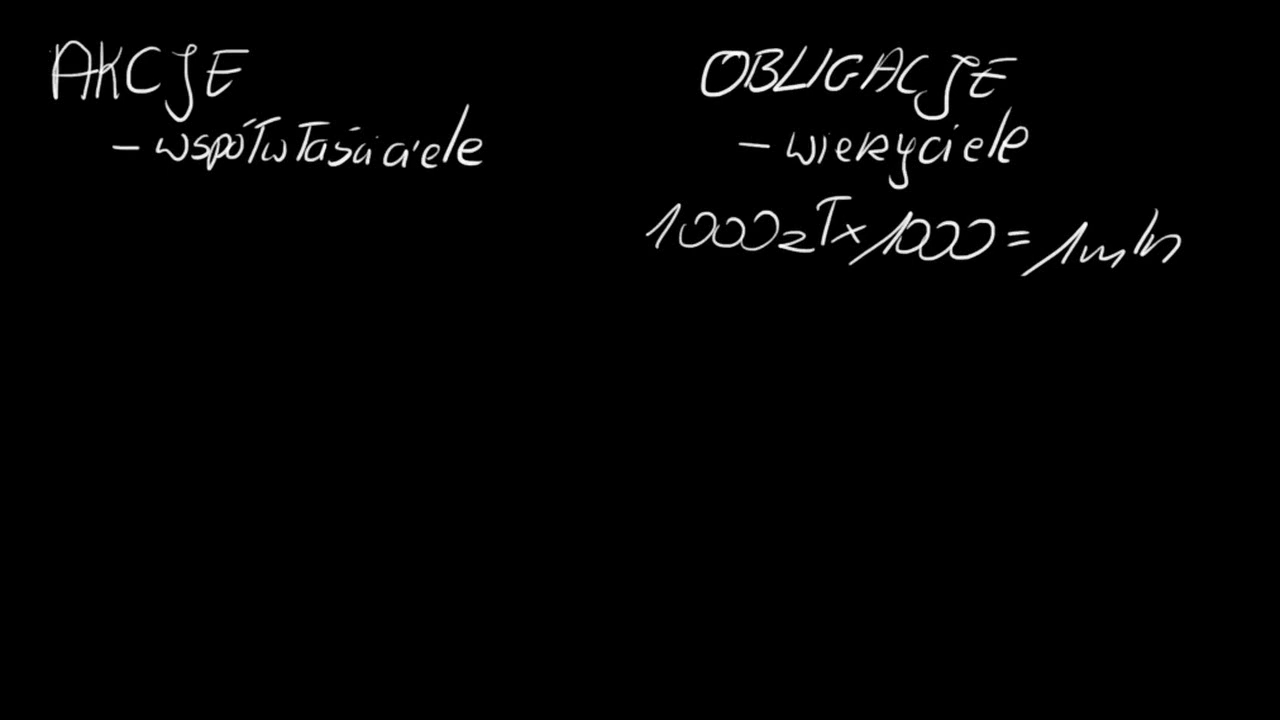 AKCJE
- współwłaściciele
OBLIGACJE
- wierzyciele
1000zł x 1000 = 1mln